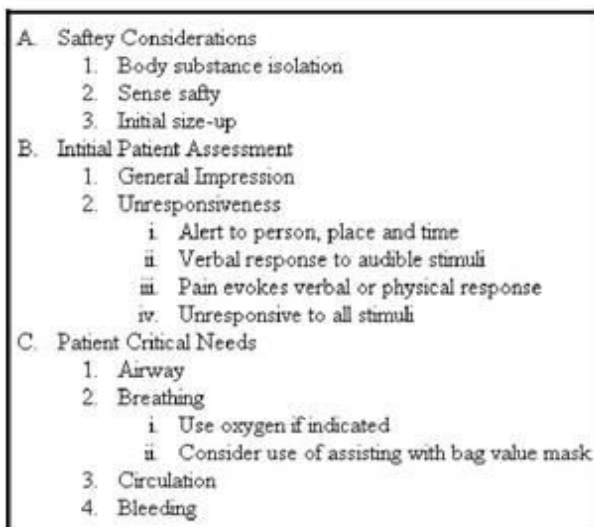 A. Saftey Considerations
1. Body substance isolation
2. Sense safty
3. Initial size-up
B. Intitial Patient Assessment
1. General Impression
2. Unresponsiveness
i. Alert to person, place and time
ii. Verbal response to audible stimuli
iii. Pain evokes verbal or physical response
iv. Unresponsive to all stimuli
C. Patient Critical Needs
1. Airway
2. Breathing
i. Use oxygen if indicated
ii. Consider use of assisting with bag value mask
3. Circulation
4. Bleeding